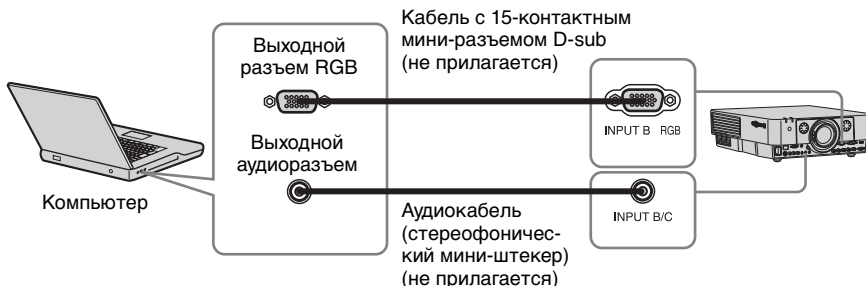 Кабель с 15-контактным
мини-разъемом D-sub
(не прилагается)
Выходной
разъем RGB
INPUT B RGB
Выходной
аудиоразъем
Компьютер
INPUT B/C
Аудиокабель
(стереофоничес-
кий мини-штекер)
(не прилагается)